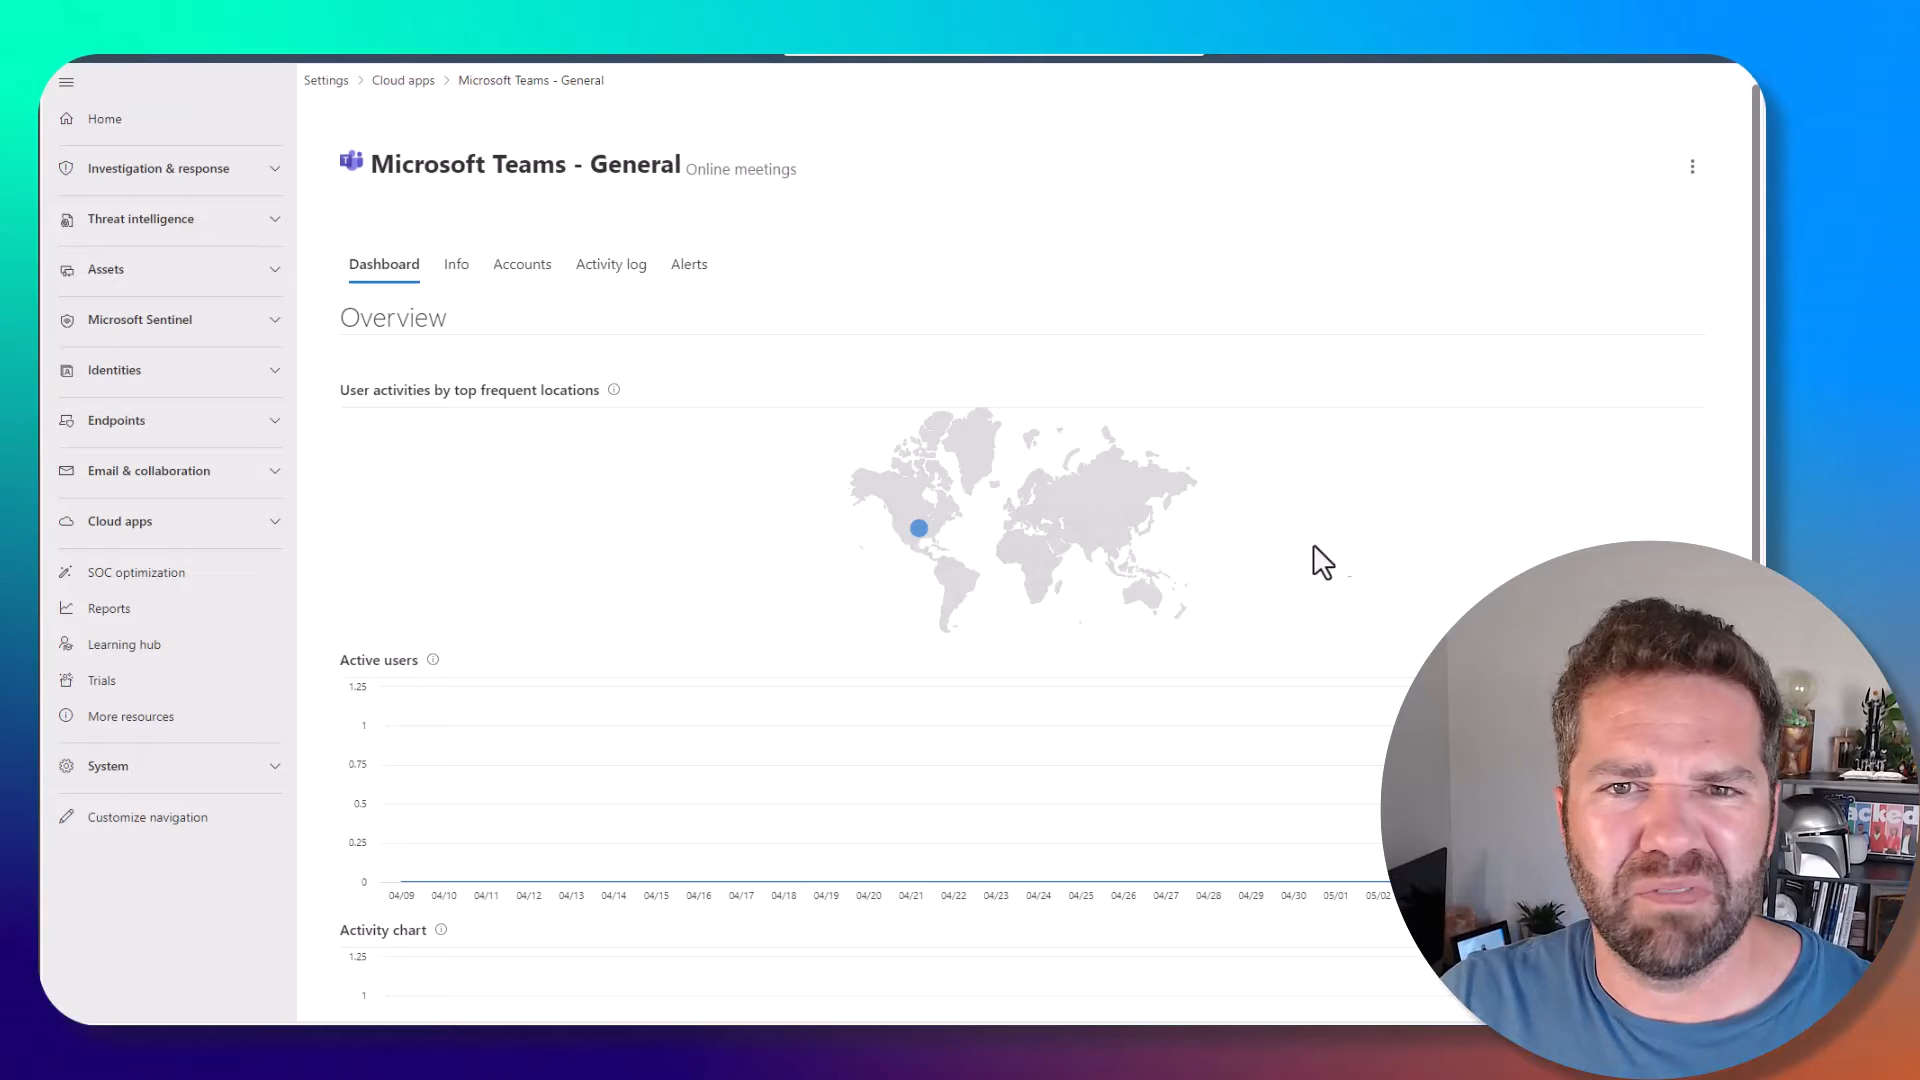 Settings > Cloud apps > Microsoft Teams - General
Home
Investigation & response
Threat intelligence
Assets
Microsoft Sentinel
Identities
Endpoints
Email & collaboration
Cloud apps
SOC optimization
Reports
Learning hub
Trials
More resources
System
Customize navigation
Microsoft Teams - General Online meetings
Dashboard Info Accounts Activity log Alerts
Overview
User activities by top frequent locations
Active users
1.25
1
0.75
0.5
0.25
0
04/09 04/10 04/11 04/12 04/13 04/14 04/15 04/16 04/17 04/18 04/19 04/20 04/21 04/22 04/23 04/24 04/25 04/26 04/27 04/28 04/29 04/30 05/01 05/02
Activity chart
1.25
1
acked